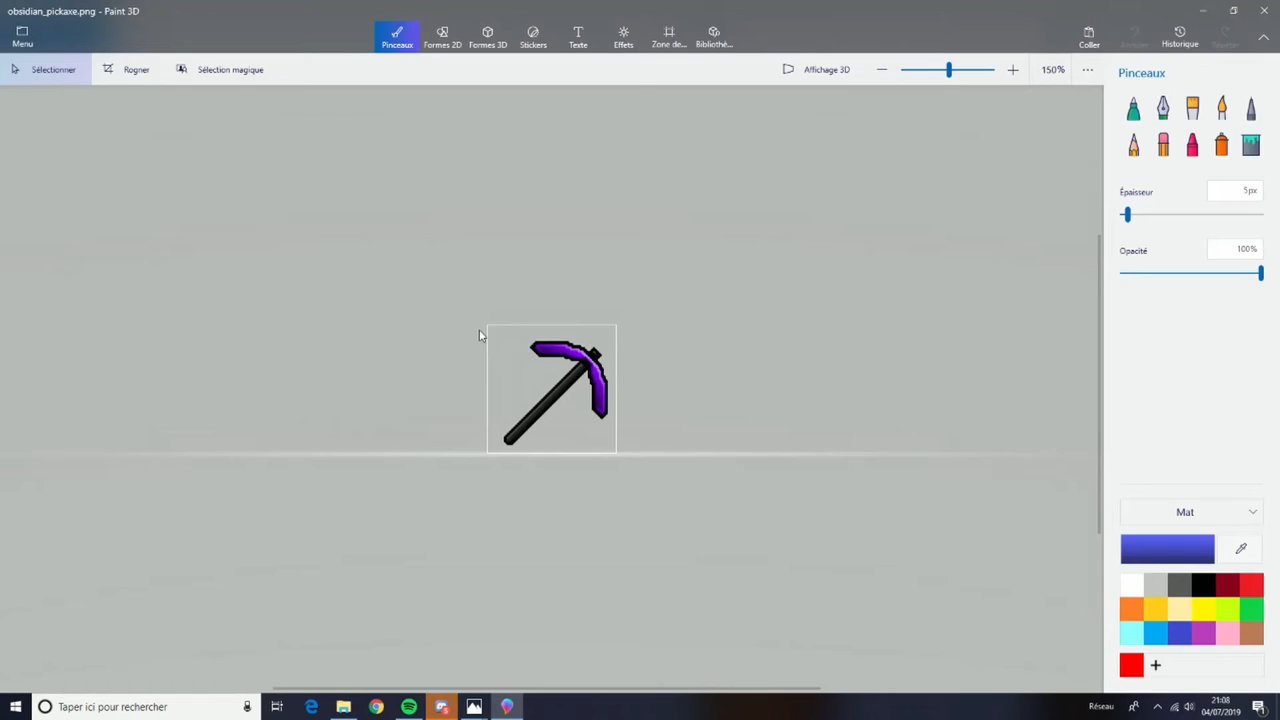 obsidian_pickaxe.png - Paint 3D
Menu
Pinceaux
Formes 2D
Formes 3D
Stickers
Texte
Effets
Zone de...
Bibliothè...
Coller
Annuler
Historique
Répéter
Sélectionner
Rogner
Sélection magique
Affichage 3D
150%
Pinceaux
Épaisseur
5px
Opacité
100%
Mat
Taper ici pour rechercher
Réseau
21:08
04/07/2019